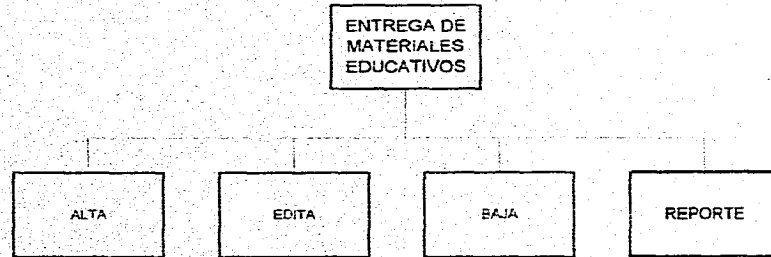 ENTREGA DE
MATERIALES
EDUCATIVOS
ALTA
EDITA
BAJA
REPORTE